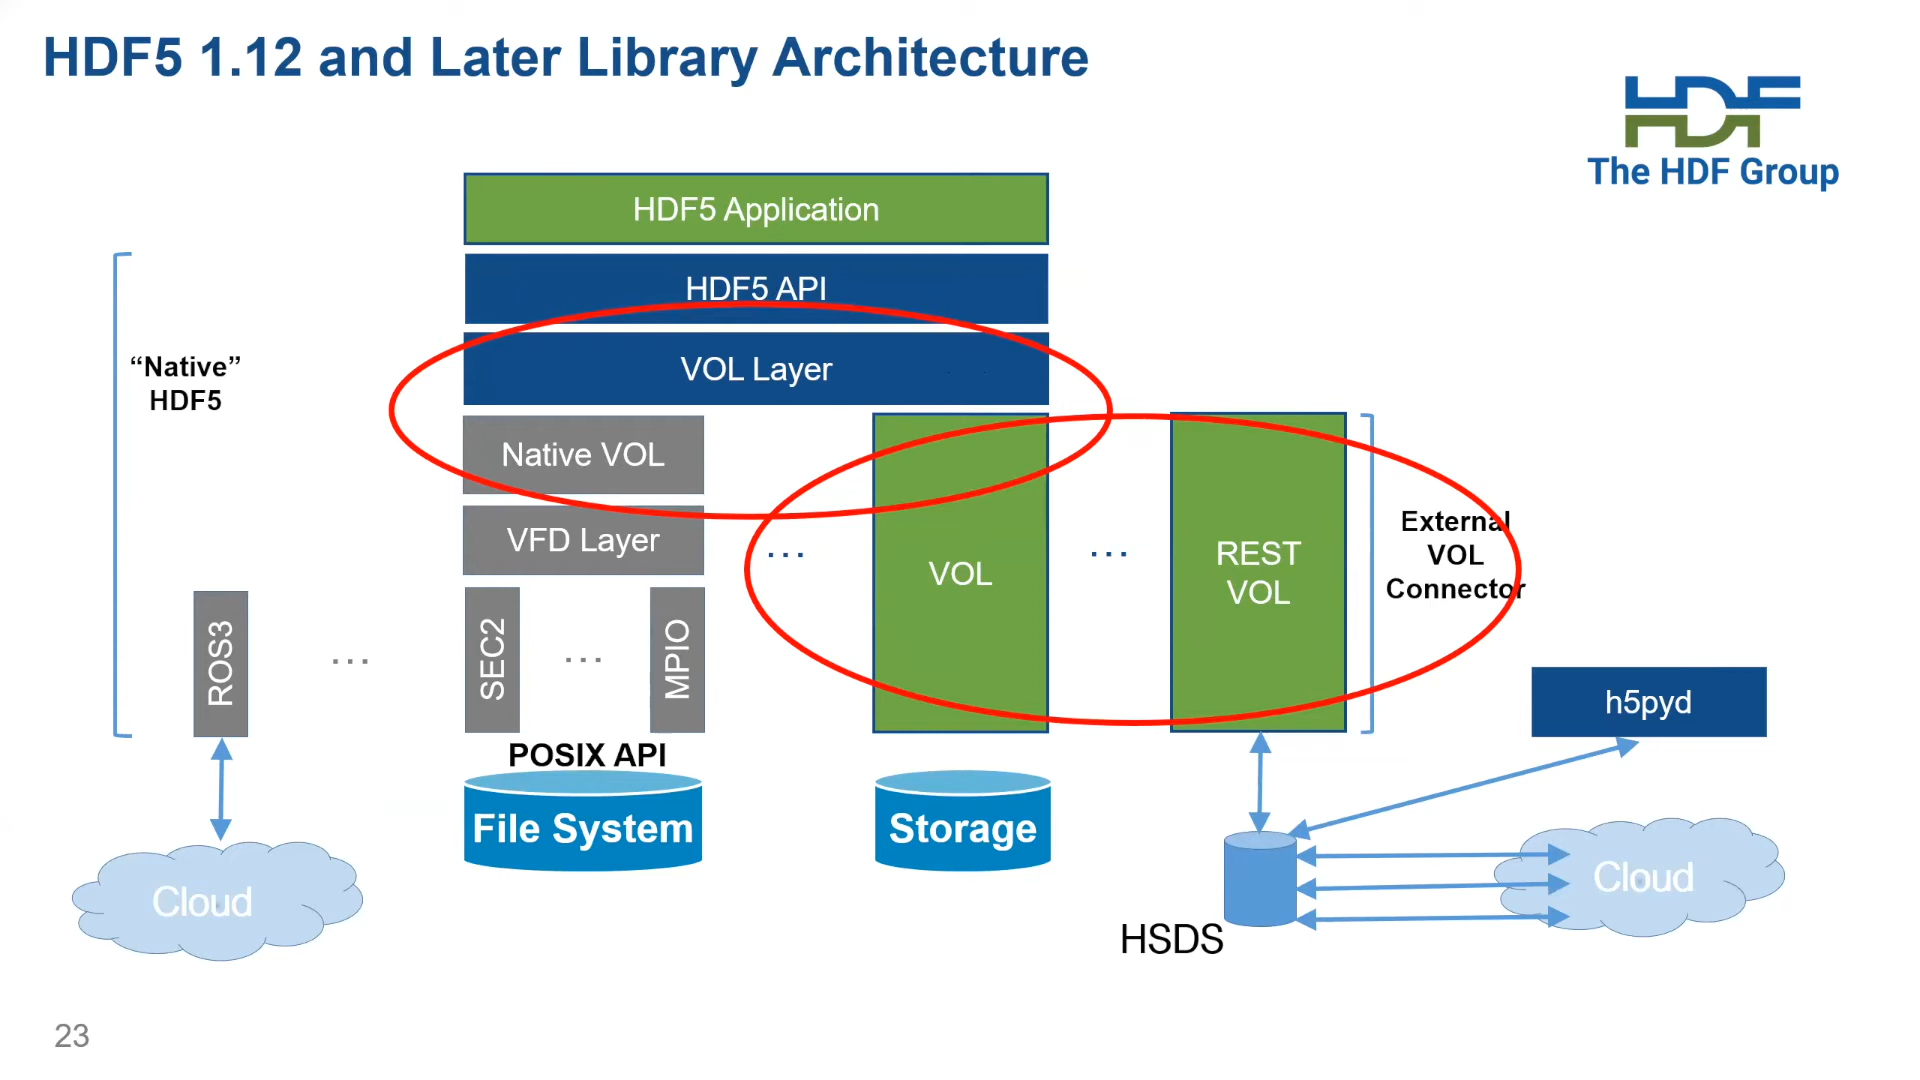 HDF5 1.12 and Later Library Architecture
HDF
The HDF Group
HDF5 Application
HDF5 API
“Native”
HDF5
VOL Layer
Native VOL
VFD Layer
...
VOL
...
REST
VOL
External
VOL
Connector
ROS3
...
SEC2
...
MPIO
h5pyd
POSIX API
File System
Storage
Cloud
Cloud
HSDS
23